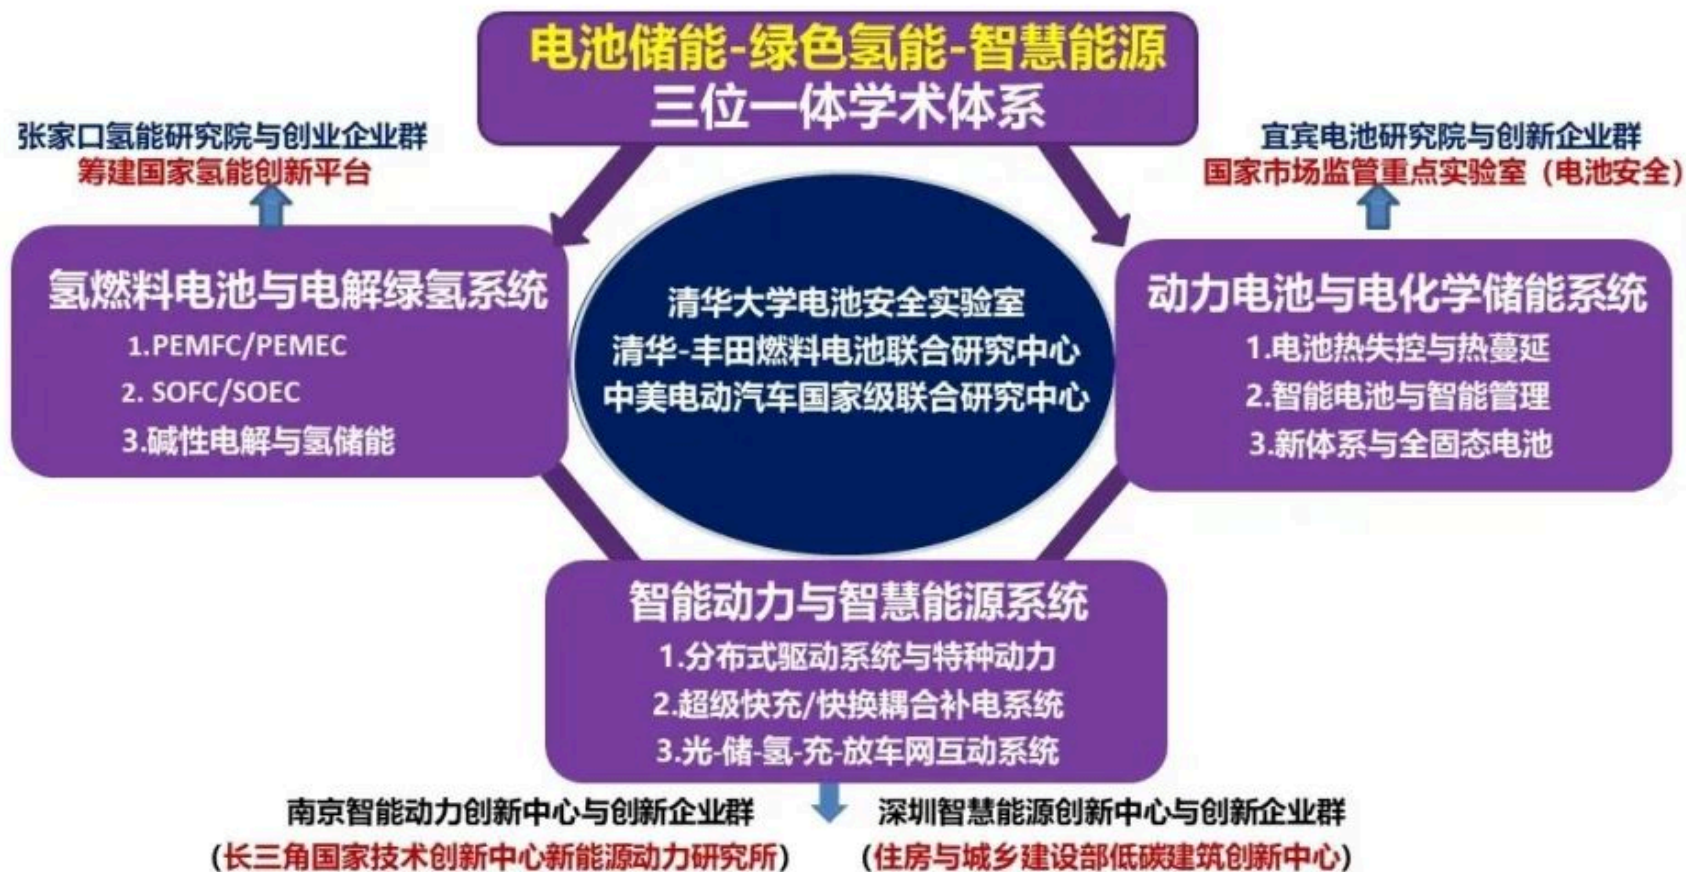 电池储能-绿色氢能-智慧能源
三位一体学术体系
张家口氢能研究院与创业企业群
筹建国家氢能创新平台
宜宾电池研究院与创新企业群
国家市场监管重点实验室（电池安全）
氢燃料电池与电解绿氢系统
1.PEMFC/PEMEC
2. SOFC/SOEC
3.碱性电解与氢储能
清华大学电池安全实验室
清华-丰田燃料电池联合研究中心
中美电动汽车国家级联合研究中心
动力电池与电化学储能系统
1.电池热失控与热蔓延
2.智能电池与智能管理
3.新体系与全固态电池
智能动力与智慧能源系统
1.分布式驱动系统与特种动力
2.超级快充/快换耦合补电系统
3.光-储-氢-充-放车网互动系统
南京智能动力创新中心与创新企业群
（长三角国家技术创新中心新能源动力研究所）
深圳智慧能源创新中心与创新企业群
（住房与城乡建设部低碳建筑创新中心）